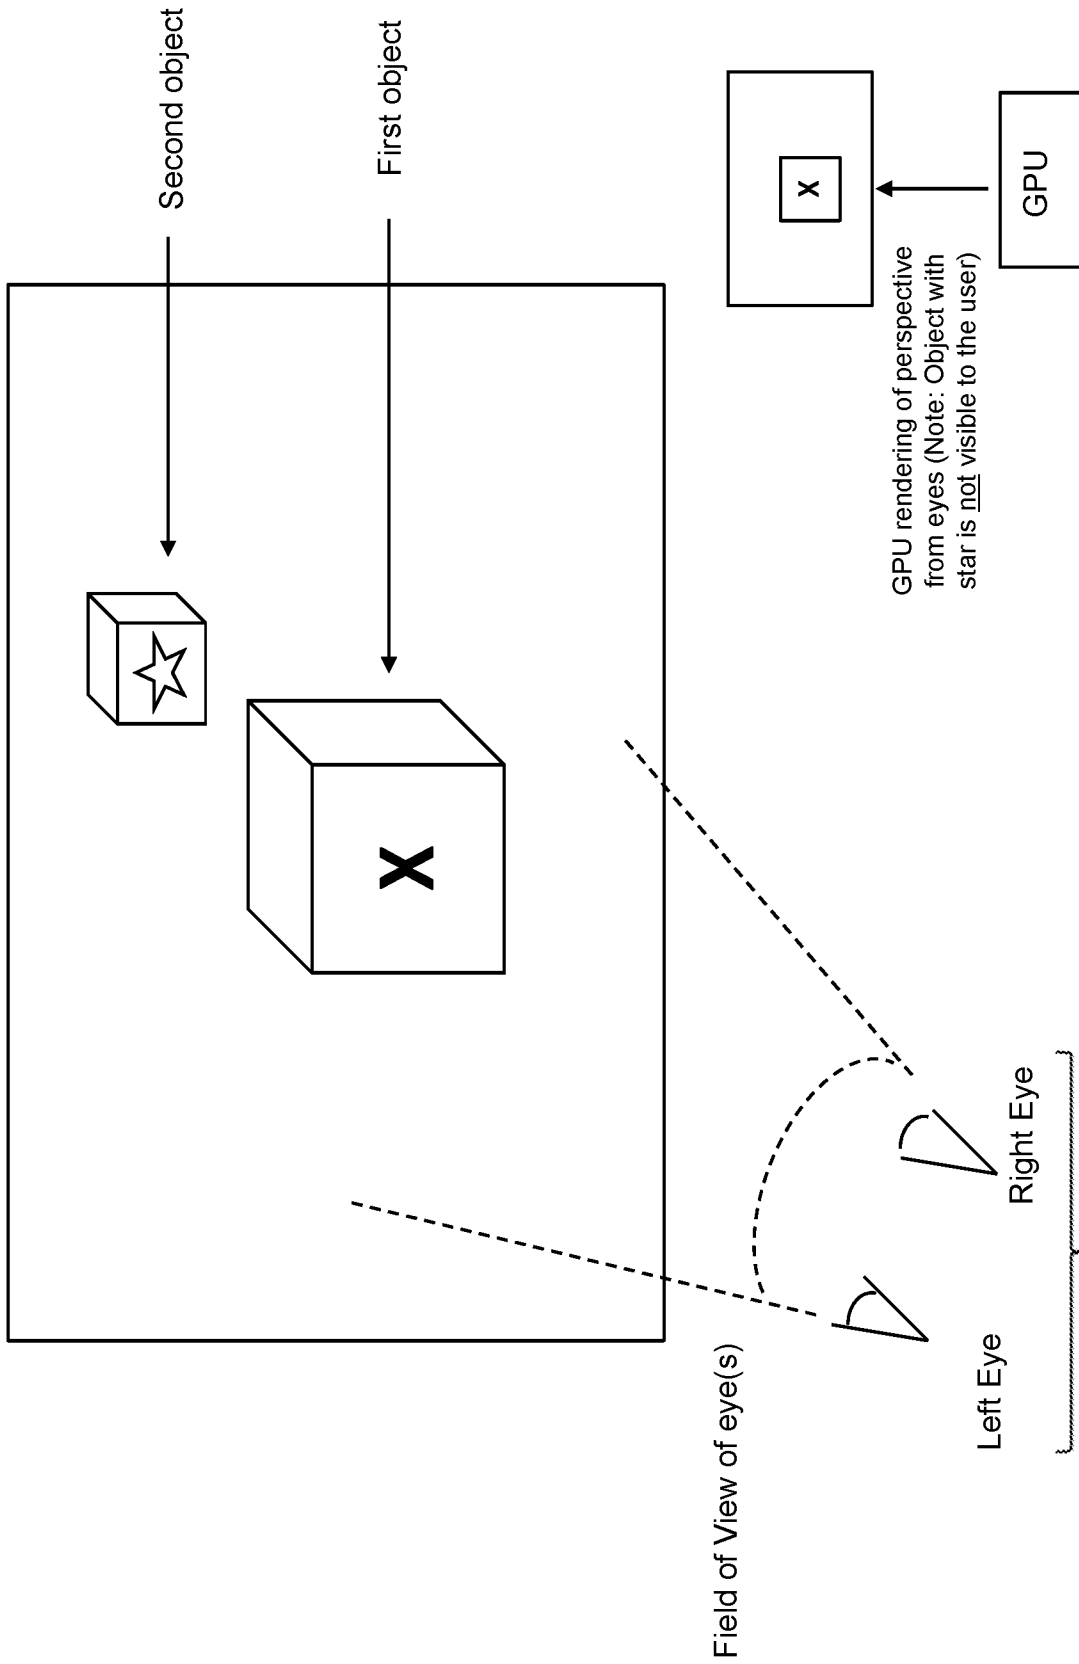 Second object
First object
X
X
GPU rendering of perspective
from eyes (Note: Object with
star is not visible to the user)
GPU
Field of View of eye(s)
Left Eye
Right Eye